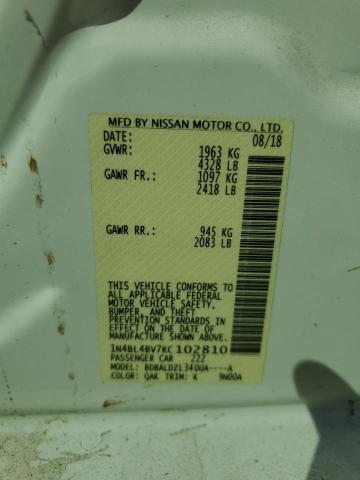 MFD BY NISSAN MOTOR CO., LTD.
DATE: 08/18
GVWR: 1963 KG
4328 LB
GAWR FR.: 1097 KG
2418 LB
GAWR RR.: 945 KG
2083 LB
THIS VEHICLE CONFORMS TO
ALL APPLICABLE FEDERAL
MOTOR VEHICLE SAFETY,
BUMPER, AND THEFT
PREVENTION STANDARDS IN
EFFECT ON THE DATE OF
MANUFACTURE SHOWN ABOVE.
1N4BL4BV7KC102810
PASSENGER CAR 222
MODEL: BDBALDZL34DUA----A
COLOR: QAK TRIM: K 9N00A